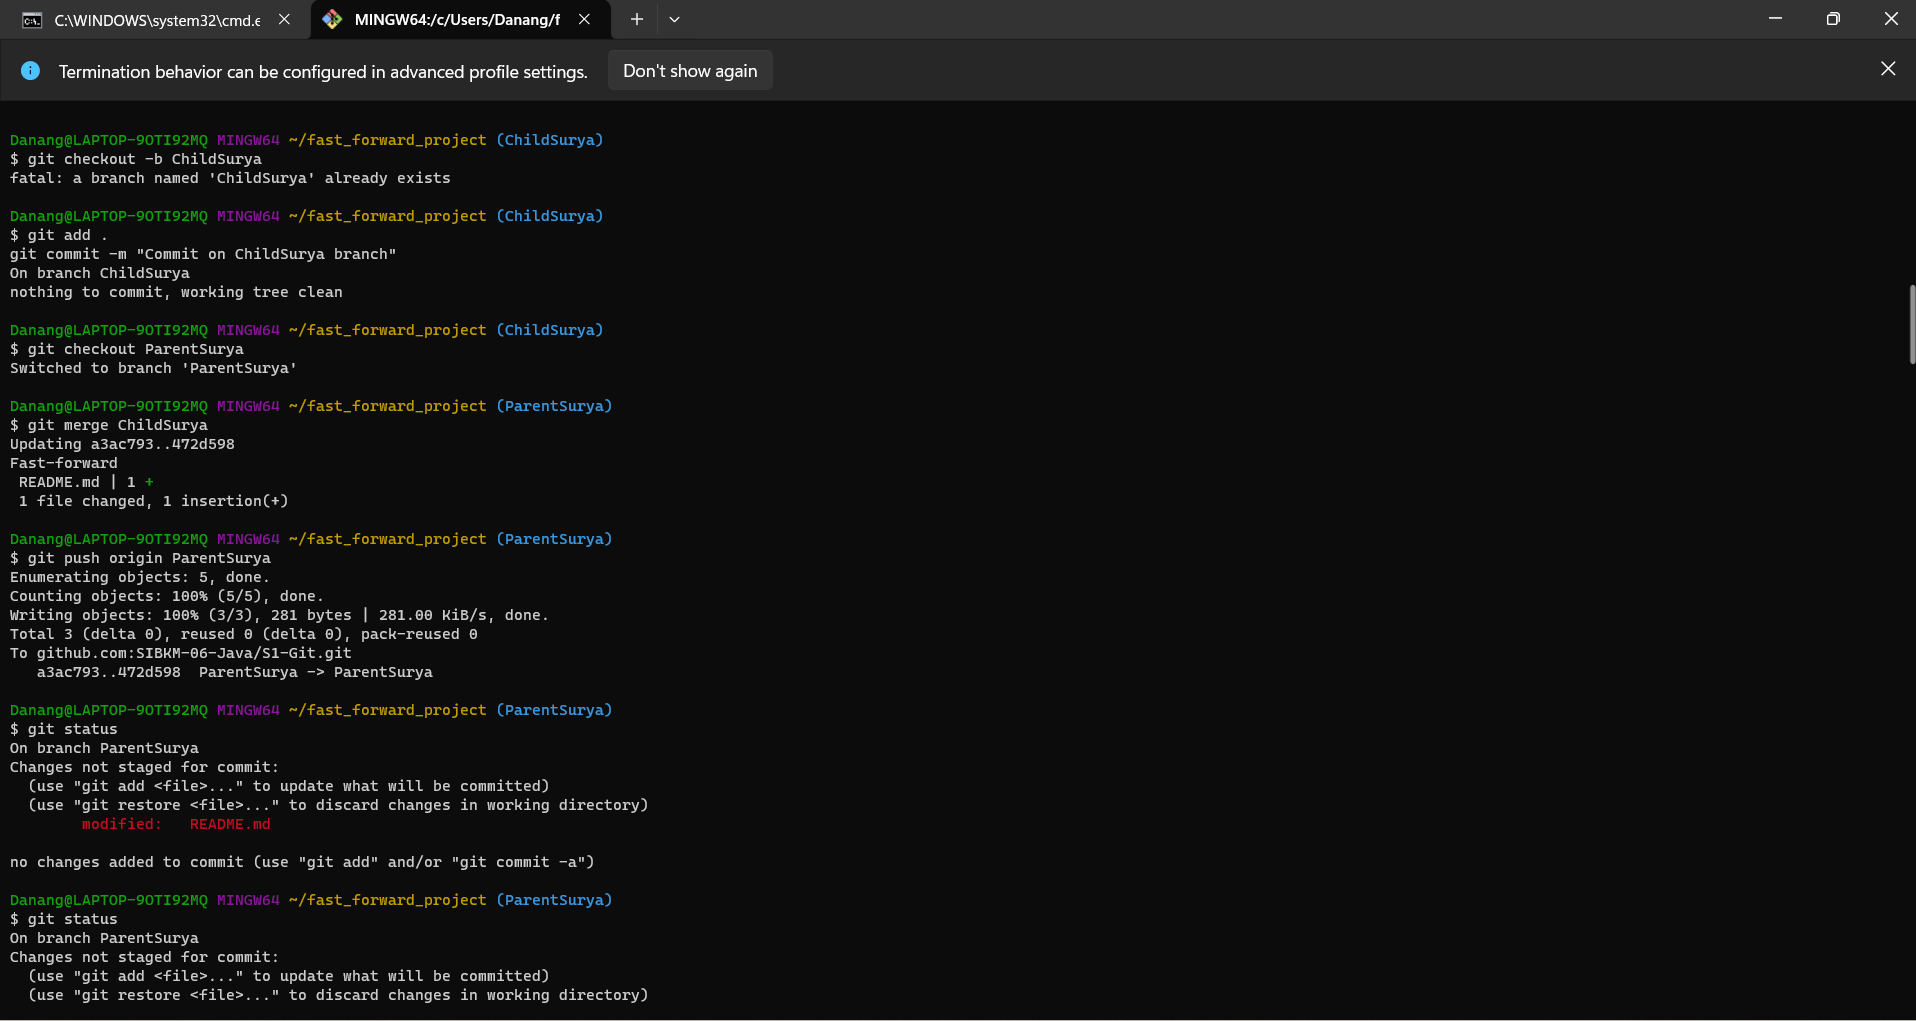 C:\WINDOWS\system32\cmd.e
MINGW64:/c/Users/Danang/f
Termination behavior can be configured in advanced profile settings. Don't show again
Danang@LAPTOP-9OTI92MQ MINGW64 ~/fast_forward_project (ChildSurya)
$ git checkout -b ChildSurya
fatal: a branch named 'ChildSurya' already exists
Danang@LAPTOP-9OTI92MQ MINGW64 ~/fast_forward_project (ChildSurya)
$ git add .
git commit -m "Commit on ChildSurya branch"
On branch ChildSurya
nothing to commit, working tree clean
Danang@LAPTOP-9OTI92MQ MINGW64 ~/fast_forward_project (ChildSurya)
$ git checkout ParentSurya
Switched to branch 'ParentSurya'
Danang@LAPTOP-9OTI92MQ MINGW64 ~/fast_forward_project (ParentSurya)
$ git merge ChildSurya
Updating a3ac793..472d598
Fast-forward
 README.md | 1 +
 1 file changed, 1 insertion(+)
Danang@LAPTOP-9OTI92MQ MINGW64 ~/fast_forward_project (ParentSurya)
$ git push origin ParentSurya
Enumerating objects: 5, done.
Counting objects: 100% (5/5), done.
Writing objects: 100% (3/3), 281 bytes | 281.00 KiB/s, done.
Total 3 (delta 0), reused 0 (delta 0), pack-reused 0
To github.com:SIBKM-06-Java/S1-Git.git
   a3ac793..472d598  ParentSurya -> ParentSurya
Danang@LAPTOP-9OTI92MQ MINGW64 ~/fast_forward_project (ParentSurya)
$ git status
On branch ParentSurya
Changes not staged for commit:
  (use "git add <file>..." to update what will be committed)
  (use "git restore <file>..." to discard changes in working directory)
        modified:   README.md
no changes added to commit (use "git add" and/or "git commit -a")
Danang@LAPTOP-9OTI92MQ MINGW64 ~/fast_forward_project (ParentSurya)
$ git status
On branch ParentSurya
Changes not staged for commit:
  (use "git add <file>..." to update what will be committed)
  (use "git restore <file>..." to discard changes in working directory)